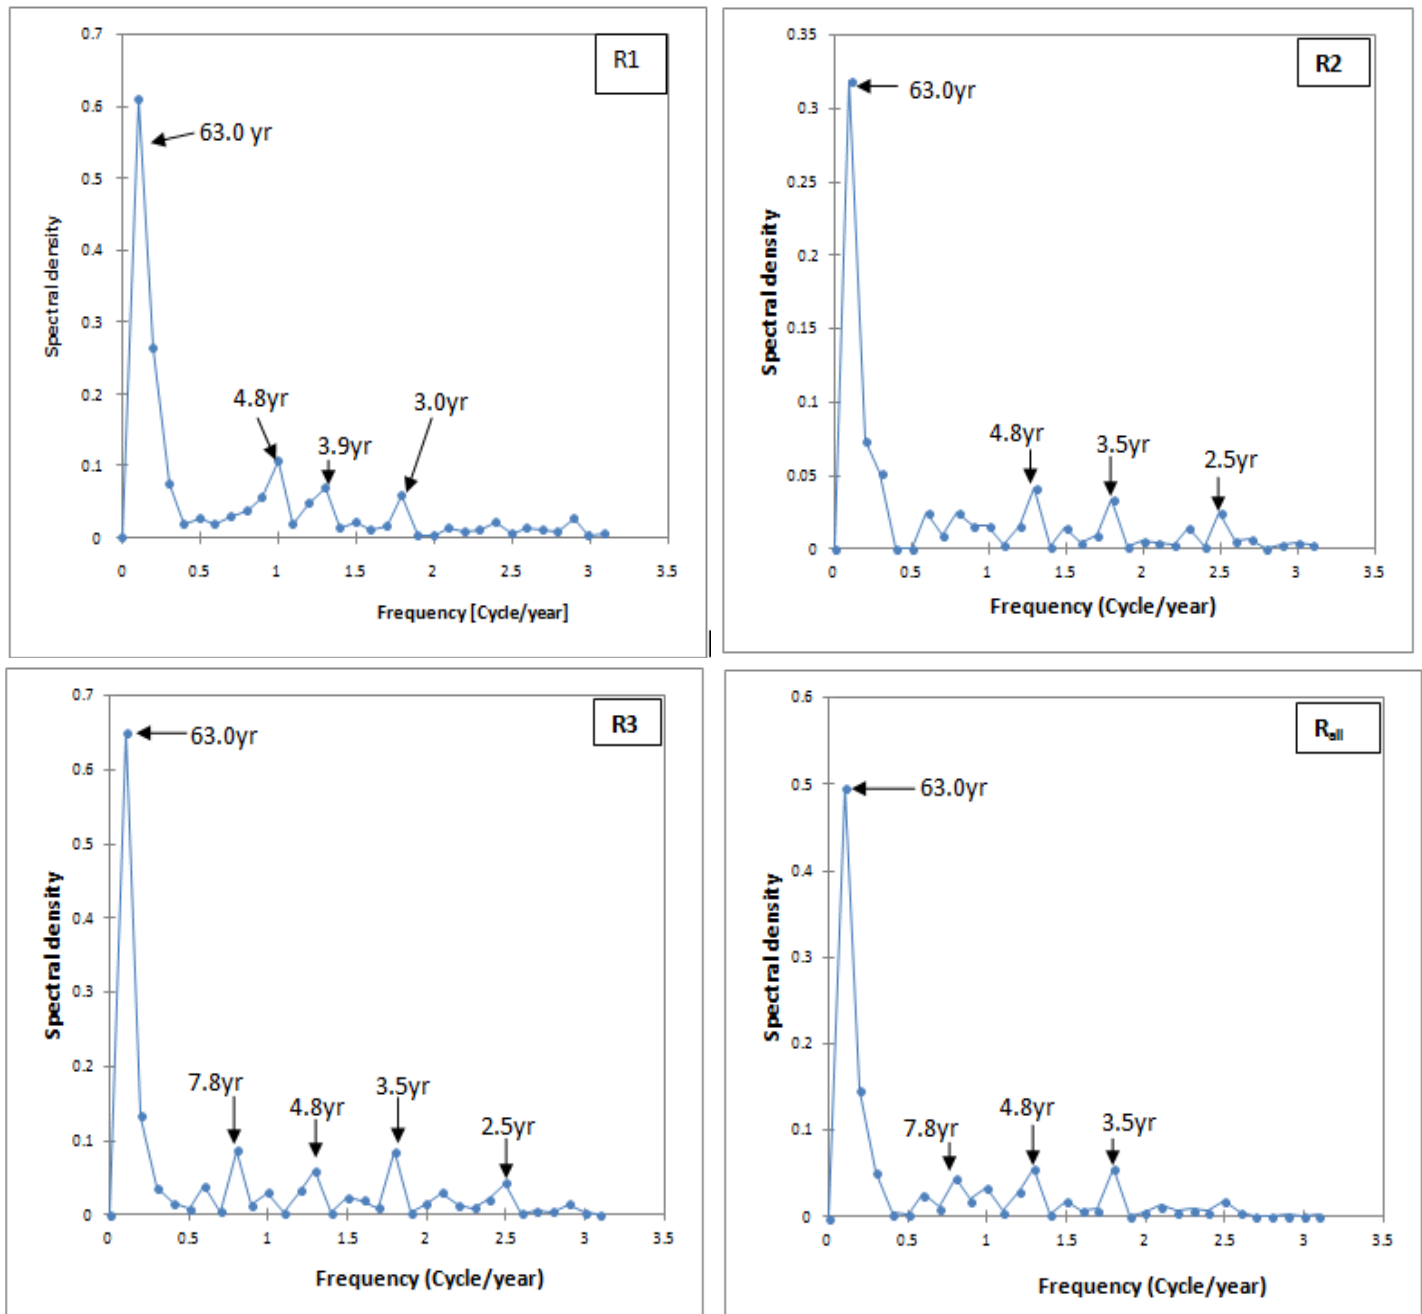 R1
0.7
0.6
0.5
0.4
0.3
0.2
0.1
0
Spectral density
63.0 yr
4.8yr
3.9yr
3.0yr
0 0.5 1 1.5 2 2.5 3 3.5
Frequency [Cycle/year]
R2
0.35
0.3
0.25
0.2
0.15
0.1
0.05
0
Spectral density
63.0yr
4.8yr
3.5yr
2.5yr
0 0.5 1 1.5 2 2.5 3 3.5
Frequency (Cycle/year)
R3
0.7
0.6
0.5
0.4
0.3
0.2
0.1
0
Spectral density
63.0yr
7.8yr
4.8yr
3.5yr
2.5yr
0 0.5 1 1.5 2 2.5 3 3.5
Frequency (Cycle/year)
Rall
0.6
0.5
0.4
0.3
0.2
0.1
0
Spectral density
63.0yr
7.8yr
4.8yr
3.5yr
0 0.5 1 1.5 2 2.5 3 3.5
Frequency (Cycle/year)